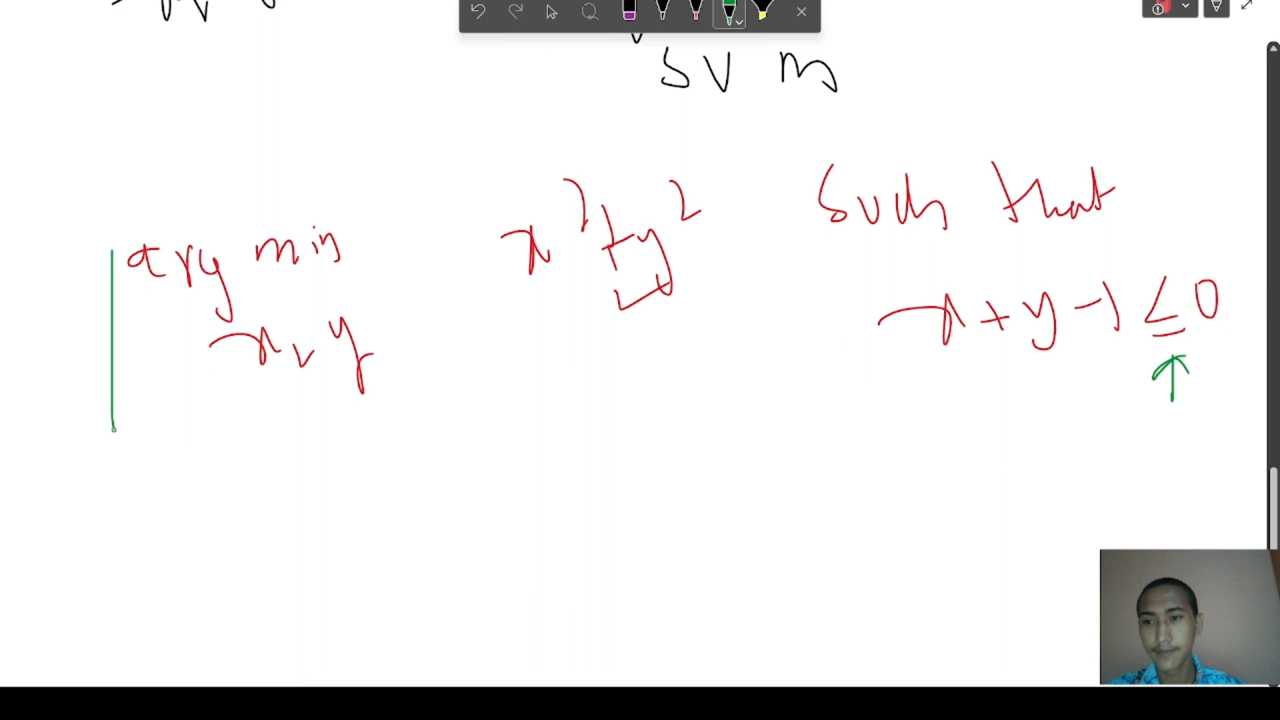 SVM
arg min x² + y² such that
x, y x + y - 1 ≤ 0